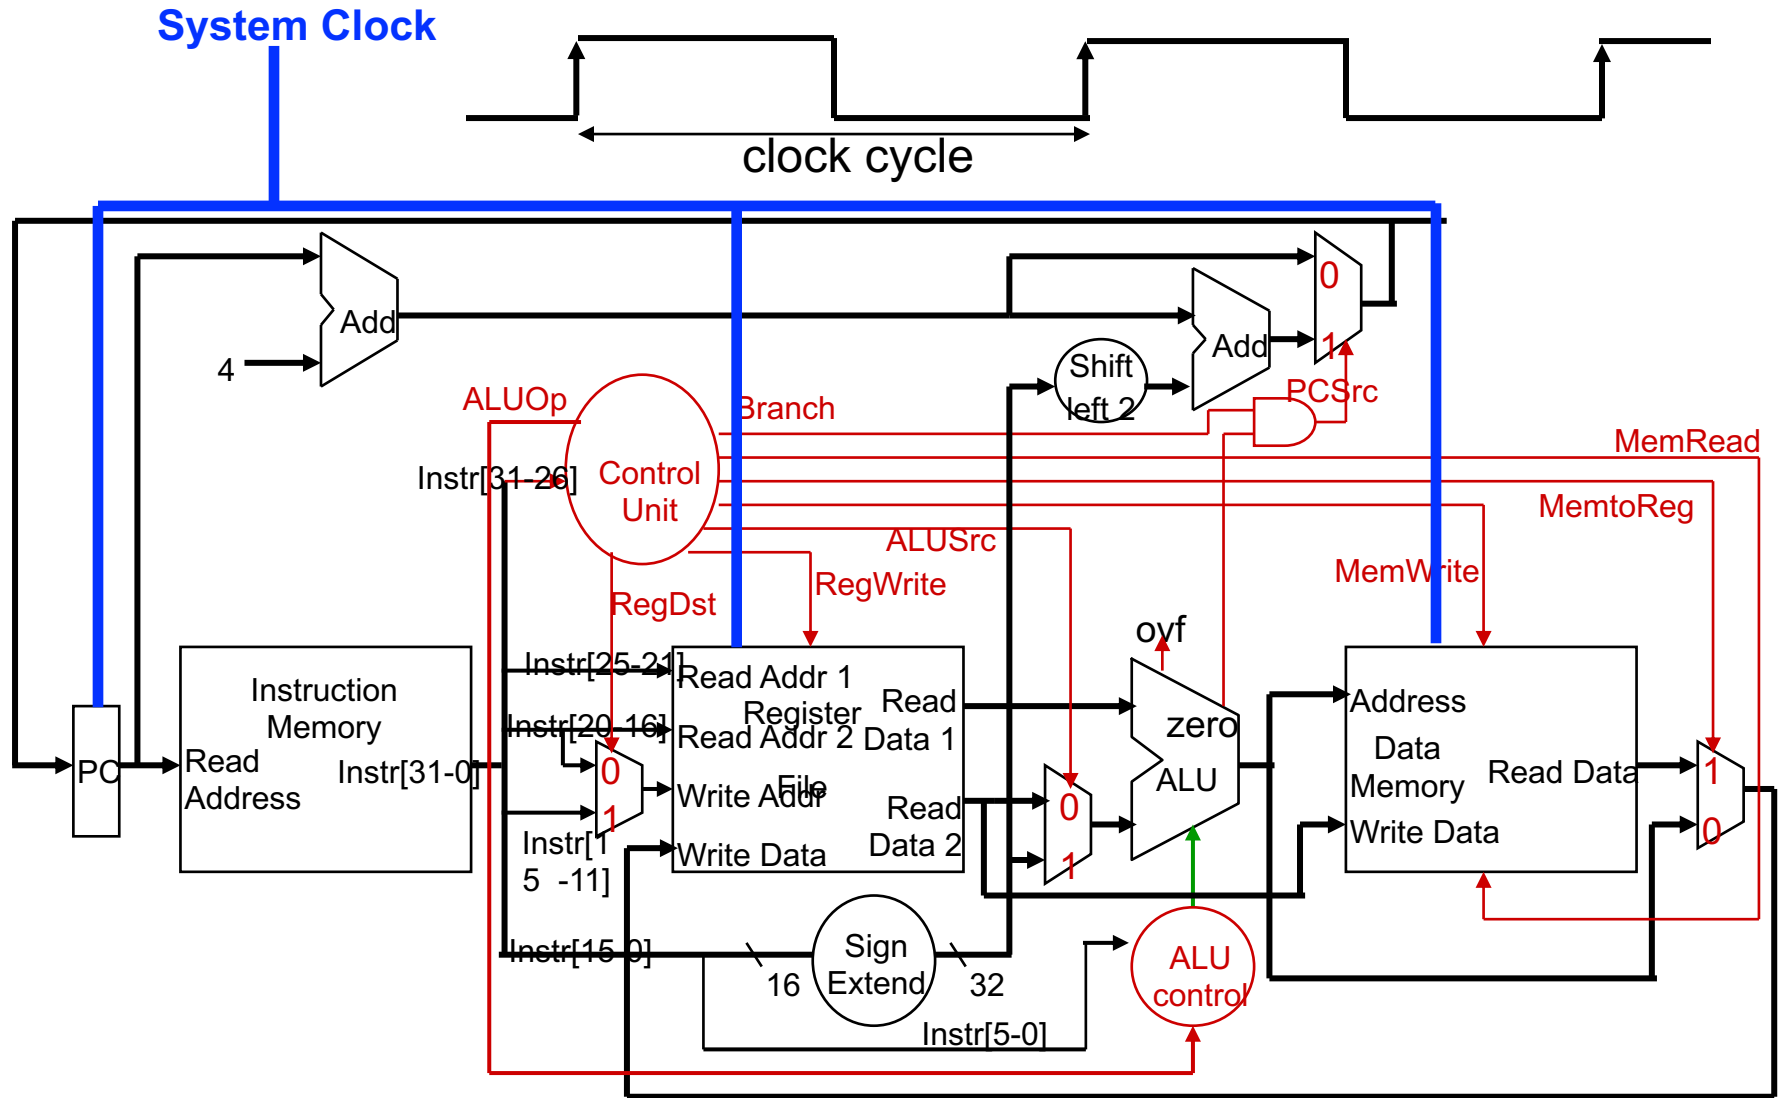 System Clock
clock cycle
Add
4
Add
Shift
left 2
0
1
PCSrc
ALUOp
Branch
MemRead
Instr[31-26]
Control
Unit
MemtoReg
ALUSrc
MemWrite
RegWrite
RegDst
ovf
Instr[25-21]
Instruction
Memory
Read Addr 1
Register
Read
Data 1
Address
Instr[20-16]
Read Addr 2
zero
PC
Read
Address
Instr[31-0]
0
1
Write Addr
File
Read
Data 2
0
1
ALU
Data
Memory
Read Data
1
0
Write Data
Instr[1
5 -11]
Write Data
Instr[15-0]
16
Sign
Extend
32
ALU
control
Instr[5-0]